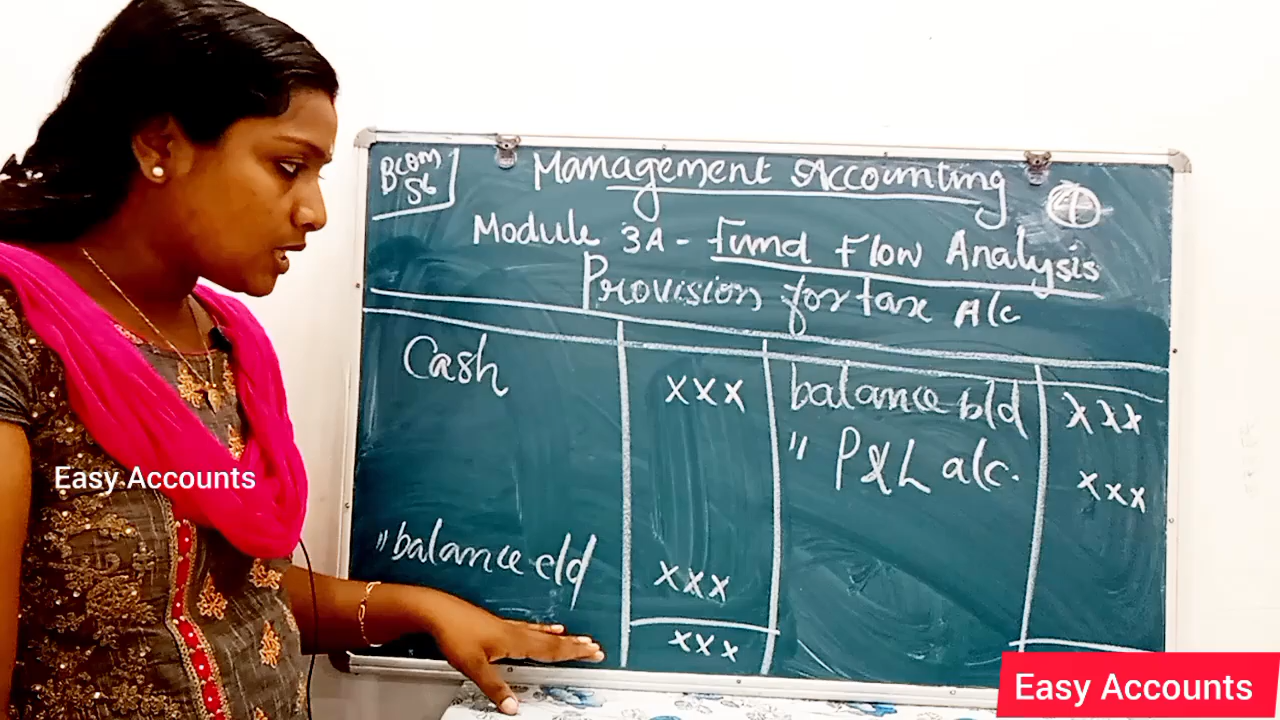 BCOM
S6
Management Accounting
4
Module 3A - Fund Flow Analysis
Provision for tax A/c
Cash xxx balance b/d xxx
" P&L a/c. xxx
" balance c/d xxx
xxx
Easy Accounts
Easy Accounts